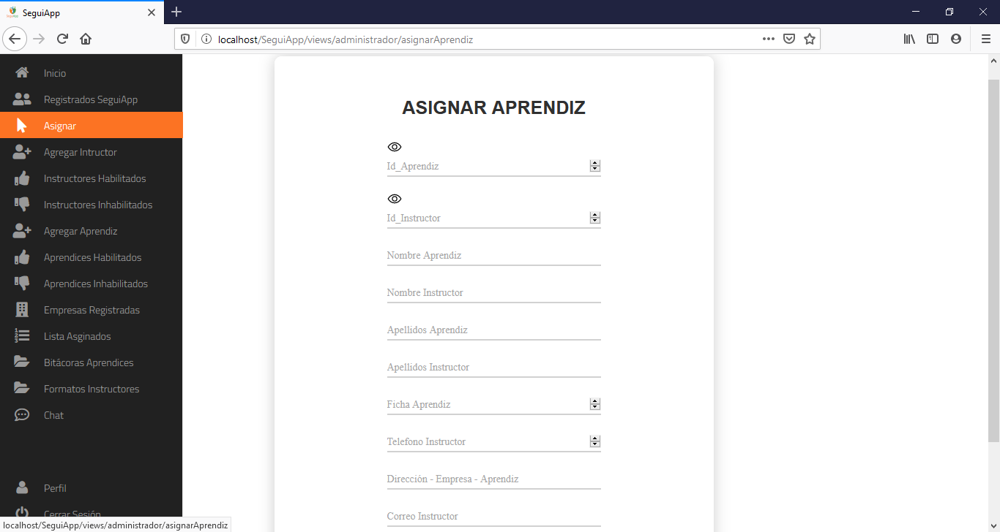 SeguiApp
localhost/SeguiApp/views/administrador/asignarAprendiz
Inicio
Registrados SeguiApp
Asignar
Agregar Intructor
Instructores Habilitados
Instructores Inhabilitados
Agregar Aprendiz
Aprendices Habilitados
Aprendices Inhabilitados
Empresas Registradas
Lista Asginados
Bitácoras Aprendices
Formatos Instructores
Chat
Perfil
Cerrar Sesión
localhost/SeguiApp/views/administrador/asignarAprendiz
ASIGNAR APRENDIZ
Id_Aprendiz
Id_Instructor
Nombre Aprendiz
Nombre Instructor
Apellidos Aprendiz
Apellidos Instructor
Ficha Aprendiz
Telefono Instructor
Dirección - Empresa - Aprendiz
Correo Instructor